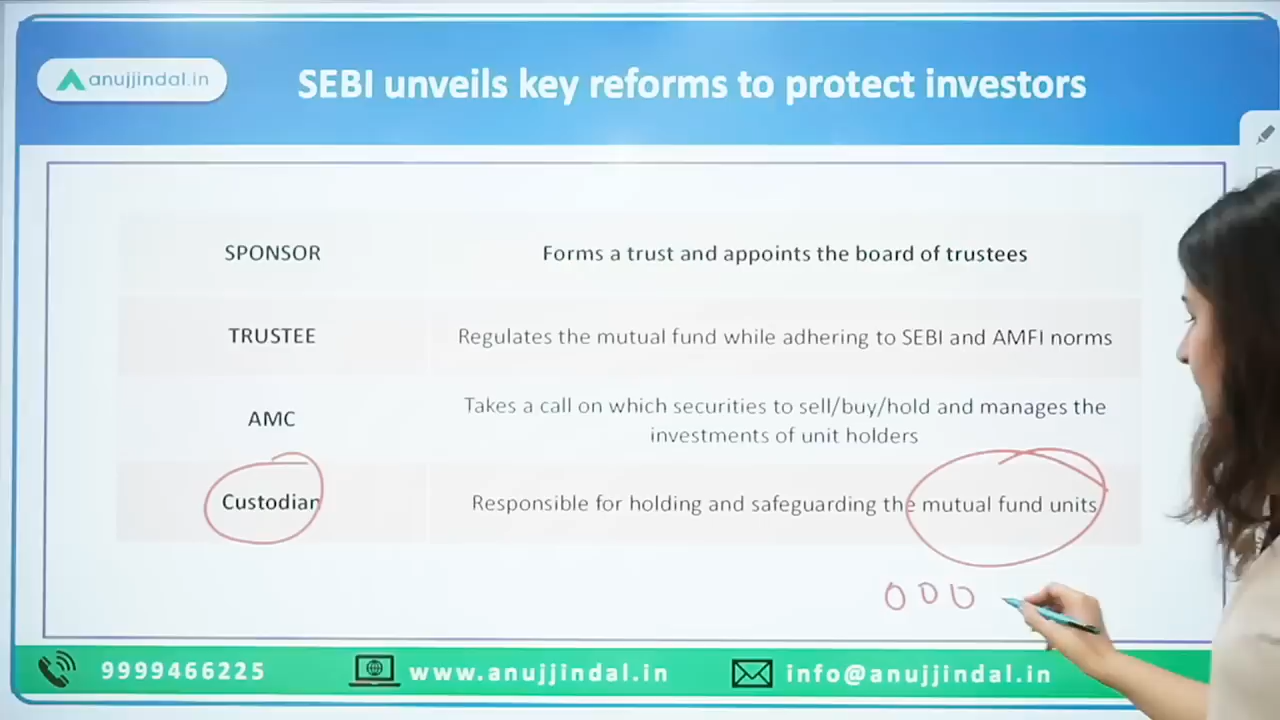 anujjindal.in
SEBI unveils key reforms to protect investors
SPONSOR
Forms a trust and appoints the board of trustees
TRUSTEE
Regulates the mutual fund while adhering to SEBI and AMFI norms
AMC
Takes a call on which securities to sell/buy/hold and manages the
investments of unit holders
Custodian
Responsible for holding and safeguarding the mutual fund units
000
9999466225
www.anujjindal.in
info@anujjindal.in